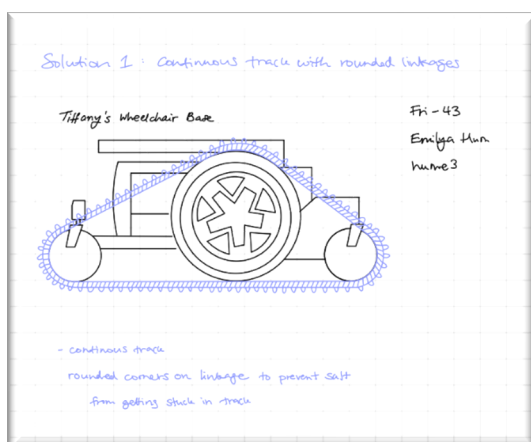 Solution 1 : Continuous track with rounded linkages
Tiffany's Wheelchair Base
Fri - 43
Emilya Hum
hume3
- continous track
rounded corners on linkage to prevent salt
from getting stuck in track